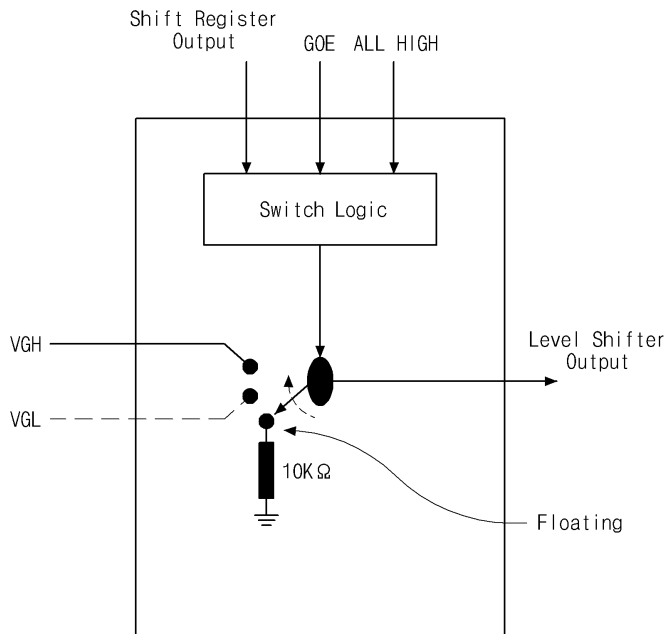 Shift Register
Output
GOE
ALL HIGH
Switch Logic
VGH
Level Shifter
Output
VGL
10KΩ
Floating